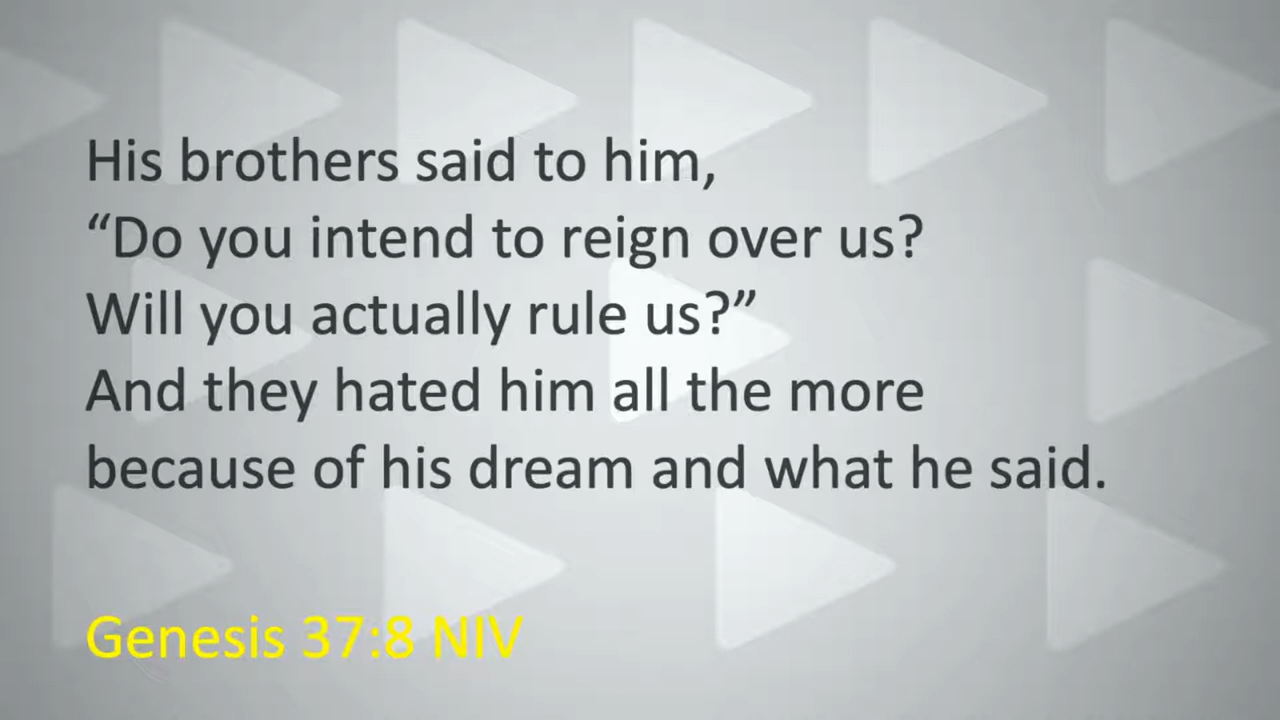 His brothers said to him,
“Do you intend to reign over us?
Will you actually rule us?”
And they hated him all the more
because of his dream and what he said.
Genesis 37:8 NIV